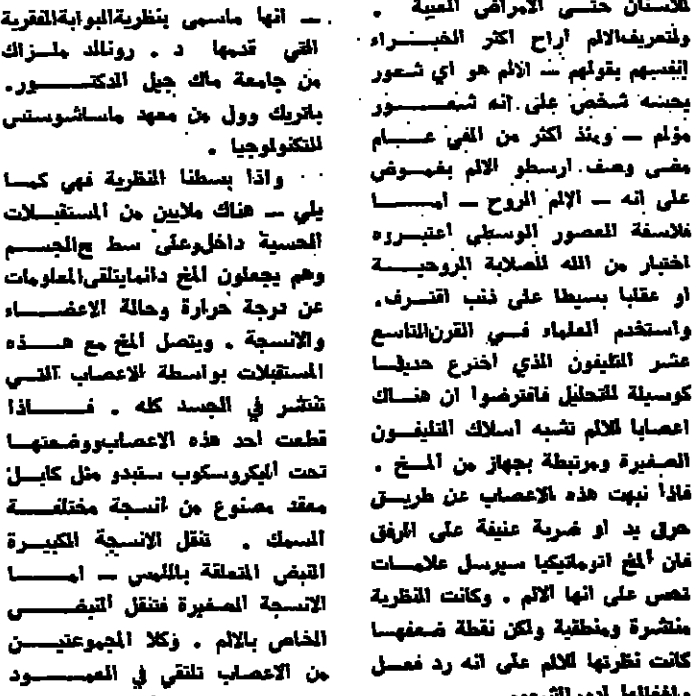 للاسنان حتى الامراض المعينة .
ولتعريف الالم أراح اكثر الخبراء
انفسهم بقولهم ــ الالم هو اي شعور
يحسه شخص على انه شعور
مؤلم ــ ومنذ اكثر من الفي عام
مضى وصف ارسطو الالم بغموض
على انه ــ الالم الروح ــ أما
فلاسفة العصور الوسطى اعتبروه
اختبار من الله للصلابة الروحية
او عقابا بسيطا على ذنب اقترف.
واستخدم العلماء في القرن التاسع
عشر التليفون الذي اخترع حديثا
كوسيلة للتحليل فافترضوا ان هناك
اعصابا للالم تشبه اسلاك التليفون
الصغيرة ومرتبطة بجهاز من المخ .
فاذا نبهت هذه الاعصاب عن طريق
حرق يد او ضربة عنيفة على المرفق
فان المخ اتوماتيكيا سيرسل علامات
تحس على انها الالم . وكانت النظرية
منتشرة ومنطقية ولكن نقطة ضعفها
كانت نظرتها للالم على انه رد فعل
ــ انها ماسمى بنظرية البوابة الفقرية
التي قدمها د . رونالد ملزاك
من جامعة ماك جيل الدكتور.
باتريك وول من معهد ماساشوستس
للتكنولوجيا .
واذا بسطنا النظرية فهي كما
يلي ــ هناك ملايين من المستقبلات
الحسية داخل وعلى سط ح الجسم
وهم يجعلون المخ دائما يتلقى المعلومات
عن درجة حرارة وحالة الاعضاء
والانسجة . ويتصل المخ مع هذه
المستقبلات بواسطة الاعصاب التي
تنتشر في الجسد كله . فاذا
قطعت احد هذه الاعصاب ووضعتها
تحت الميكروسكوب ستبدو مثل كابل
معقد مصنوع من انسجة مختلفة
السمك . تنقل الانسجة الكبيرة
النبض المتعلقة باللمس ــ اما
الانسجة الصغيرة فتنقل النبض
الخاص بالالم . وكلا المجموعتين
من الاعصاب تلتقي في العمود